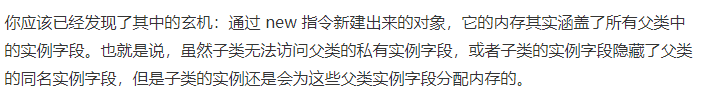 你应该已经发现了其中的玄机：通过 new 指令新建出来的对象，它的内存其实涵盖了所有父类中
的实例字段。也就是说，虽然子类无法访问父类的私有实例字段，或者子类的实例字段隐藏了父类
的同名实例字段，但是子类的实例还是会为这些父类实例字段分配内存的。